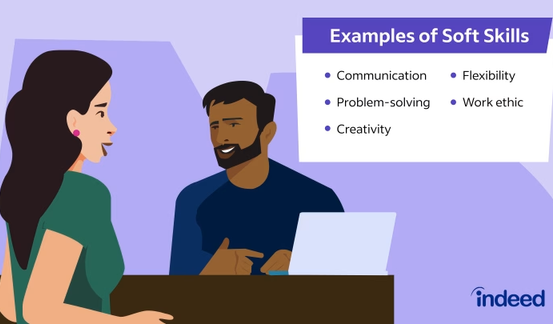 Examples of Soft Skills
Communication
Problem-solving
Creativity
Flexibility
Work ethic
indeed